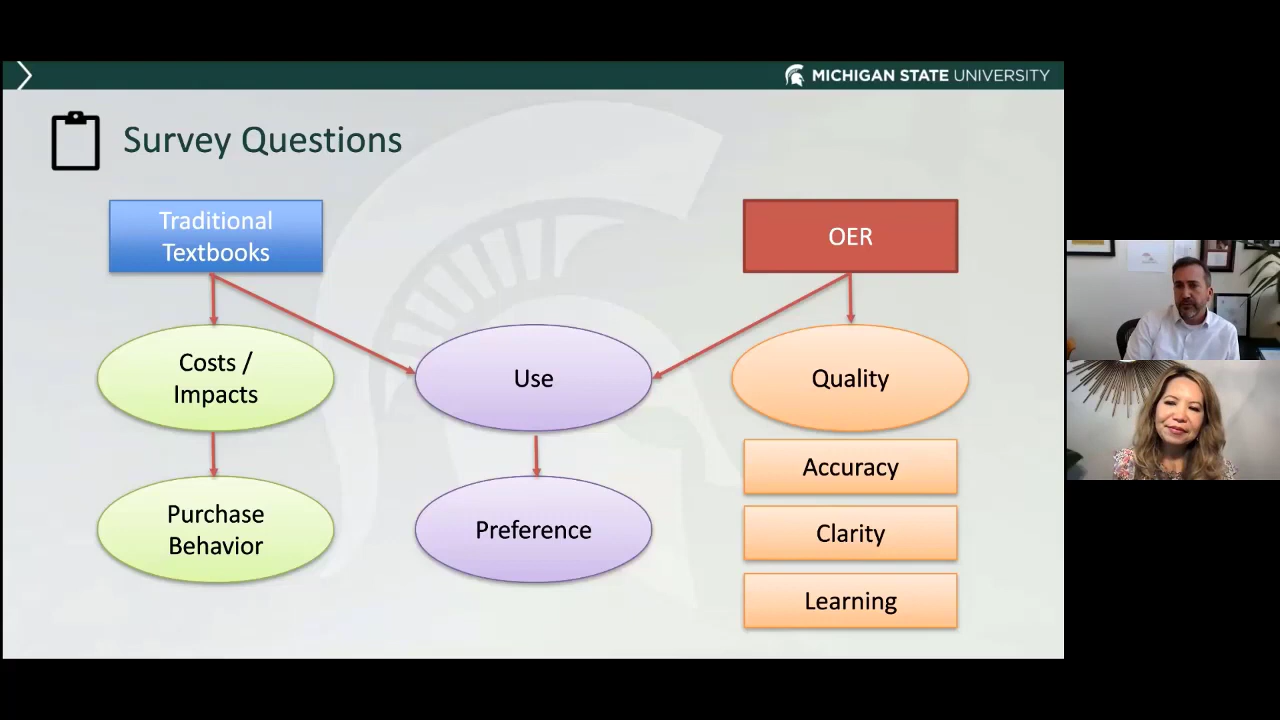 MICHIGAN STATE UNIVERSITY
Survey Questions
Traditional
Textbooks
OER
Costs /
Impacts
Use
Quality
Accuracy
Purchase
Behavior
Preference
Clarity
Learning